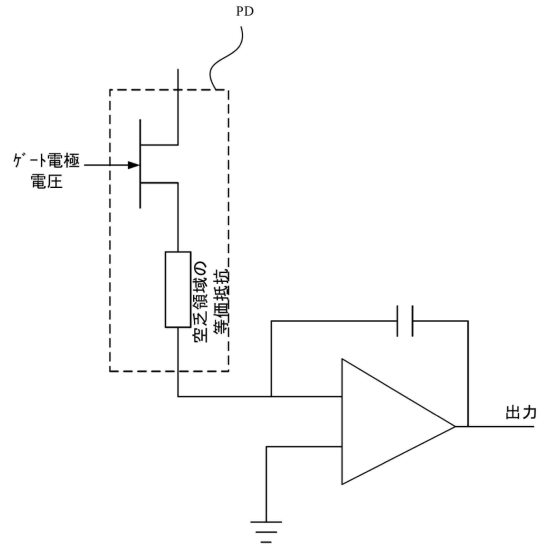 PD
ｹﾞｰﾄ電極
電圧
空乏領域の
等価抵抗
出力